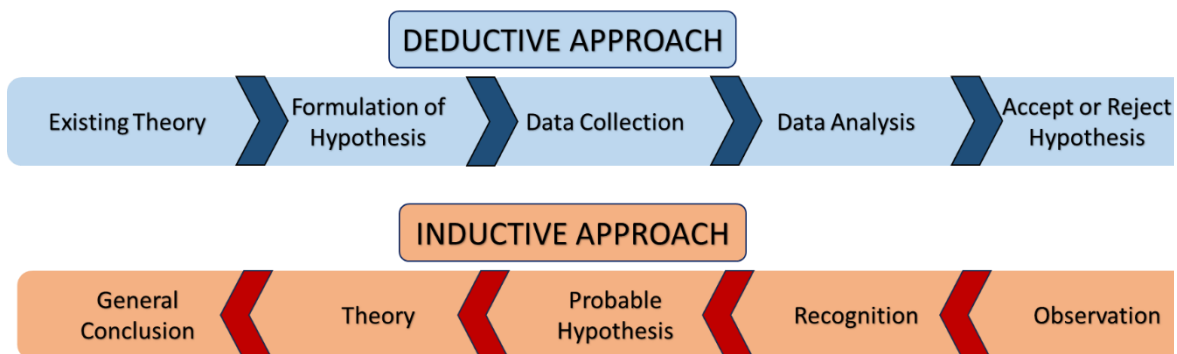 DEDUCTIVE APPROACH
Existing Theory
Formulation of
Hypothesis
Data Collection
Data Analysis
Accept or Reject
Hypothesis
INDUCTIVE APPROACH
General
Conclusion
Theory
Probable
Hypothesis
Recognition
Observation